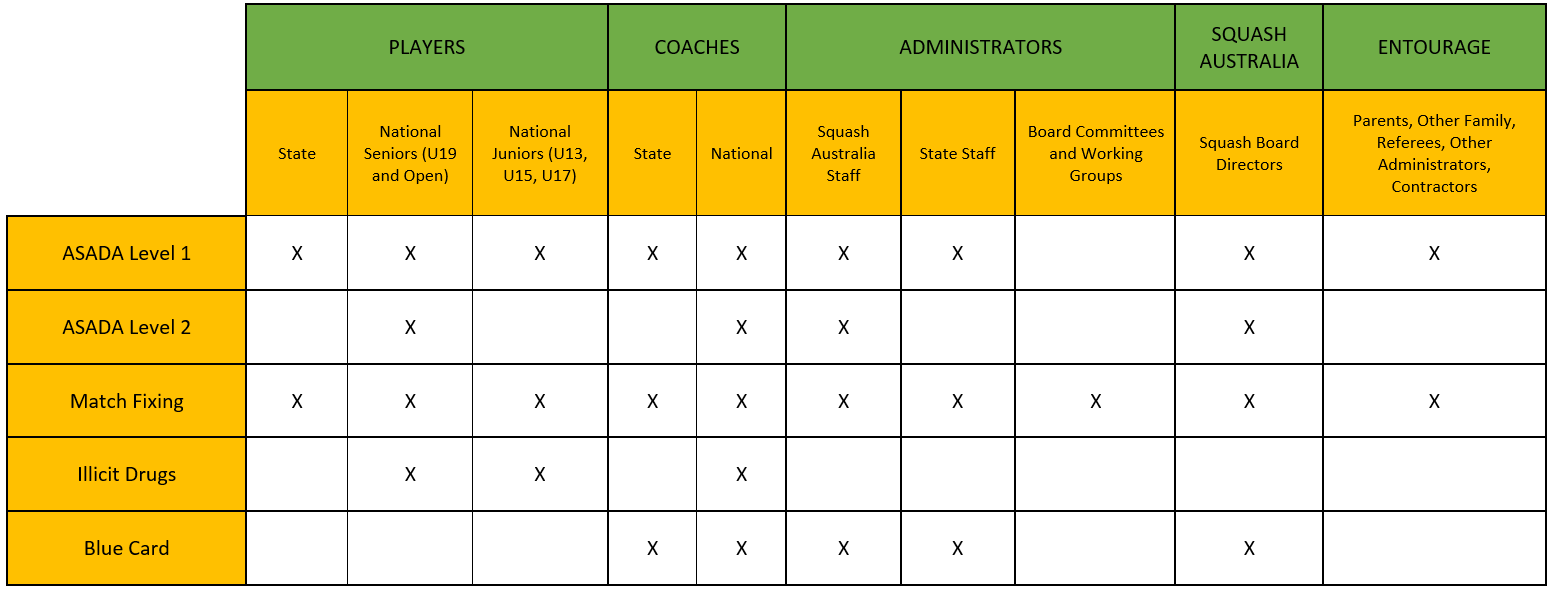 PLAYERS
COACHES
ADMINISTRATORS
SQUASH
AUSTRALIA
ENTOURAGE
State
National
Seniors (U19
and Open)
National
Juniors (U13,
U15, U17)
State
National
Squash
Australia
Staff
State Staff
Board Committees
and Working
Groups
Squash Board
Directors
Parents, Other Family,
Referees, Other
Administrators,
Contractors
ASADA Level 1 X X X X X X X X X
ASADA Level 2 X X X X
Match Fixing X X X X X X X X X X
Illicit Drugs X X X
Blue Card X X X X X